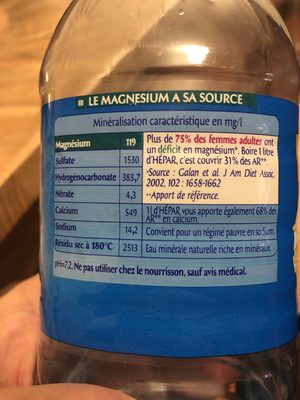 LE MAGNESIUM A SA SOURCE
Minéralisation caractéristique en mg/l
Magnésium 119
Sulfate 1530
Hydrogénocarbonate 383,7
Nitrate 4,3
Calcium 549
Sodium 14,2
Résidu sec à 180°C 2513
Plus de 75% des femmes adultes ont
un déficit en magnésium*. Boire 1 litre
d'HÉPAR, c'est couvrir 31% des AR**.
*Source : Galan et al. J Am Diet Assoc.
2002, 102 : 1658-1662
**Apport de référence.
1l d'HÉPAR vous apporte également 68% des
AR** en calcium.
Convient pour un régime pauvre en sodium.
Eau minérale naturelle riche en minéraux.
pH=7.2. Ne pas utiliser chez le nourrisson, sauf avis médical.